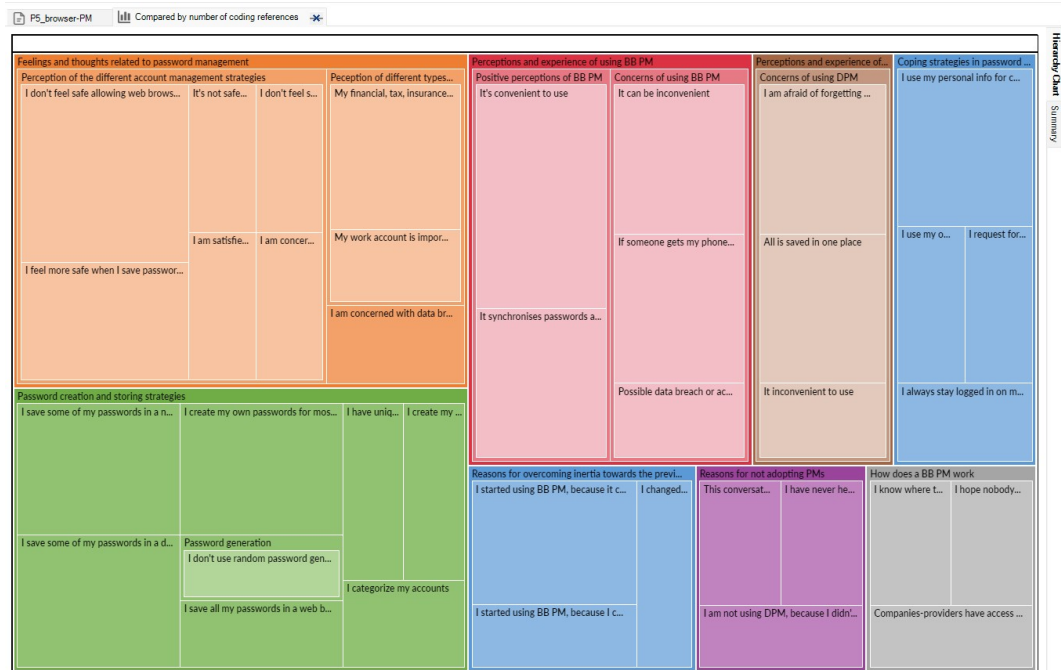 P5_browser-PM
Compared by number of coding references
Hierarchy Chart
Summary
Feelings and thoughts related to password management
Perception of the different account management strategies
I don't feel safe allowing web brows...
It's not safe...
I don't feel s...
I am satisfie...
I am concer...
I feel more safe when I save passwor...
Peception of different types...
My financial, tax, insurance...
My work account is impor...
I am concerned with data br...
Perceptions and experience of using BB PM
Positive perceptions of BB PM
It's convenient to use
It synchronises passwords a...
Concerns of using BB PM
It can be inconvenient
If someone gets my phone...
Possible data breach or ac...
Perceptions and experience of...
Concerns of using DPM
I am afraid of forgetting ...
All is saved in one place
It inconvenient to use
Coping strategies in password ...
I use my personal info for c...
I use my o...
I request for...
I always stay logged in on m...
Password creation and storing strategies
I save some of my passwords in a n...
I create my own passwords for mos...
I have uniq...
I create my ...
I save some of my passwords in a d...
Password generation
I don't use random password gen...
I save all my passwords in a web b...
I categorize my accounts
Reasons for overcoming inertia towards the previ...
I started using BB PM, because it c...
I changed...
I started using BB PM, because I c...
Reasons for not adopting PMs
This conversat...
I have never he...
I am not using DPM, because I didn'...
How does a BB PM work
I know where t...
I hope nobody...
Companies-providers have access ...